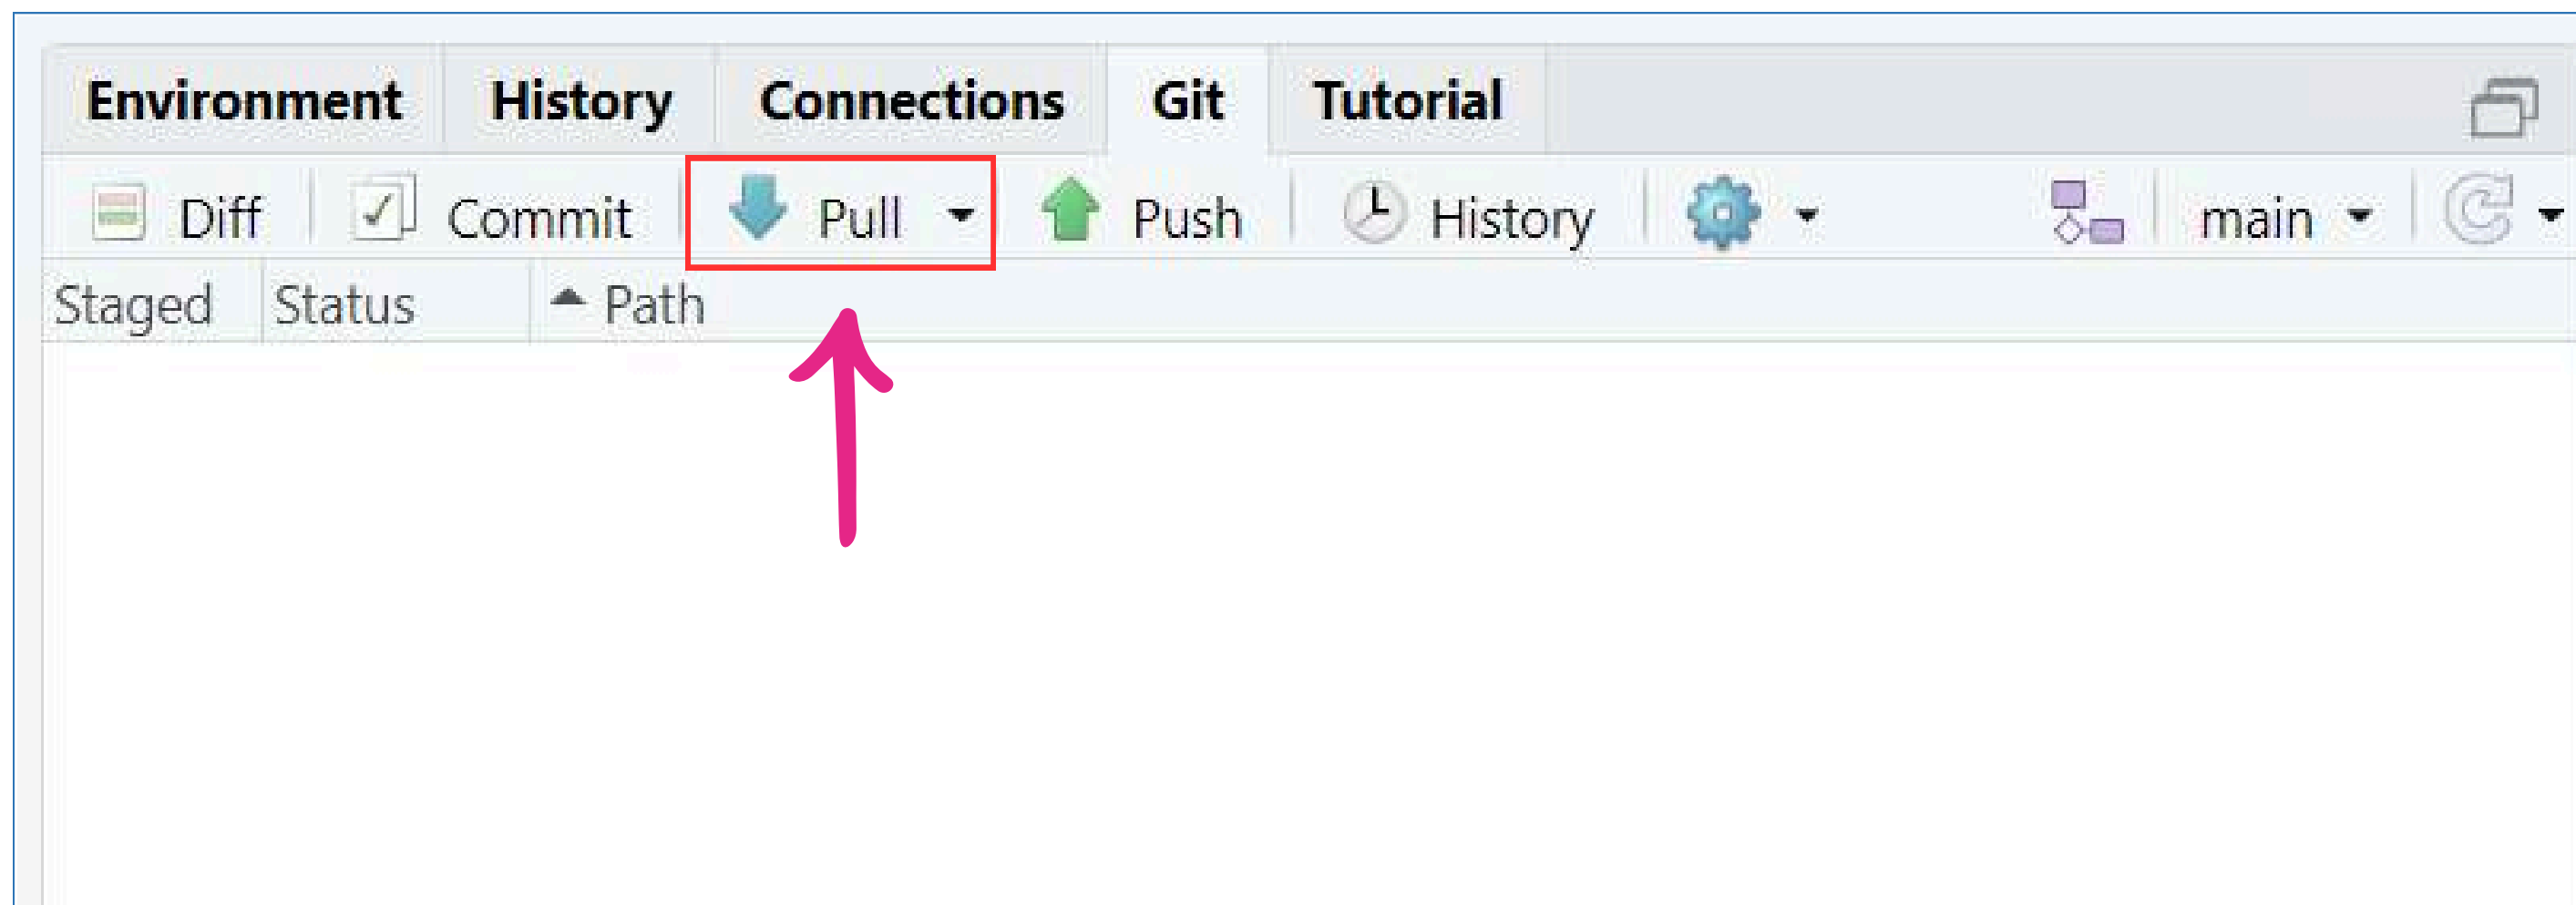 Environment History Connections Git Tutorial
Diff Commit Pull Push History main
Staged Status Path